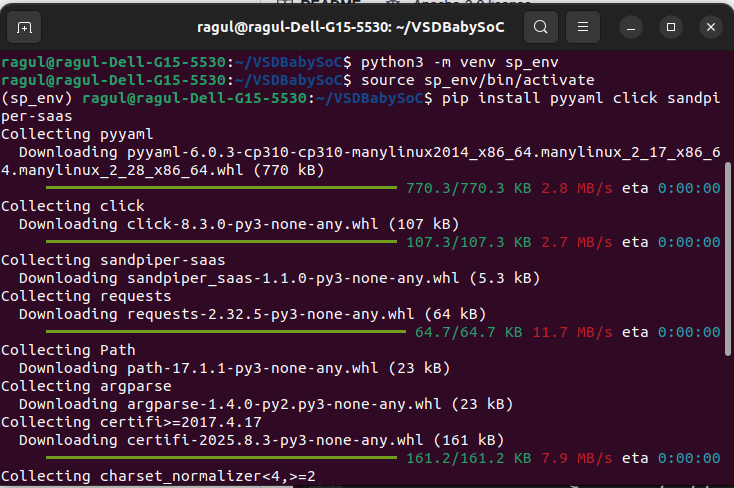 README
ragul@ragul-Dell-G15-5530: ~/VSDBabySoC
ragul@ragul-Dell-G15-5530:~/VSDBabySoC$ python3 -m venv sp_env
ragul@ragul-Dell-G15-5530:~/VSDBabySoC$ source sp_env/bin/activate
(sp_env) ragul@ragul-Dell-G15-5530:~/VSDBabySoC$ pip install pyyaml click sandpi
per-saas
Collecting pyyaml
  Downloading pyyaml-6.0.3-cp310-cp310-manylinux2014_x86_64.manylinux_2_17_x86_6
4.manylinux_2_28_x86_64.whl (770 kB)
770.3/770.3 KB 2.8 MB/s eta 0:00:00
Collecting click
  Downloading click-8.3.0-py3-none-any.whl (107 kB)
107.3/107.3 KB 2.7 MB/s eta 0:00:00
Collecting sandpiper-saas
  Downloading sandpiper_saas-1.1.0-py3-none-any.whl (5.3 kB)
Collecting requests
  Downloading requests-2.32.5-py3-none-any.whl (64 kB)
64.7/64.7 KB 11.7 MB/s eta 0:00:00
Collecting Path
  Downloading path-17.1.1-py3-none-any.whl (23 kB)
Collecting argparse
  Downloading argparse-1.4.0-py2.py3-none-any.whl (23 kB)
Collecting certifi>=2017.4.17
  Downloading certifi-2025.8.3-py3-none-any.whl (161 kB)
161.2/161.2 KB 7.9 MB/s eta 0:00:00
Collecting charset_normalizer<4,>=2